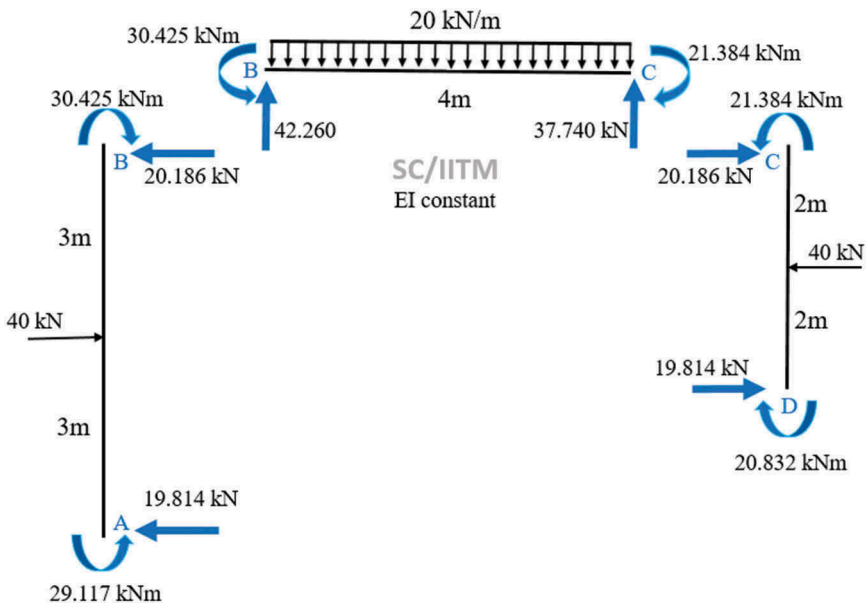 20 kN/m
30.425 kNm
B
C
21.384 kNm
4m
30.425 kNm
42.260
37.740 kN
21.384 kNm
B
20.186 kN
SC/IITM
EI constant
20.186 kN
C
3m
2m
40 kN
40 kN
2m
3m
19.814 kN
D
20.832 kNm
19.814 kN
A
29.117 kNm